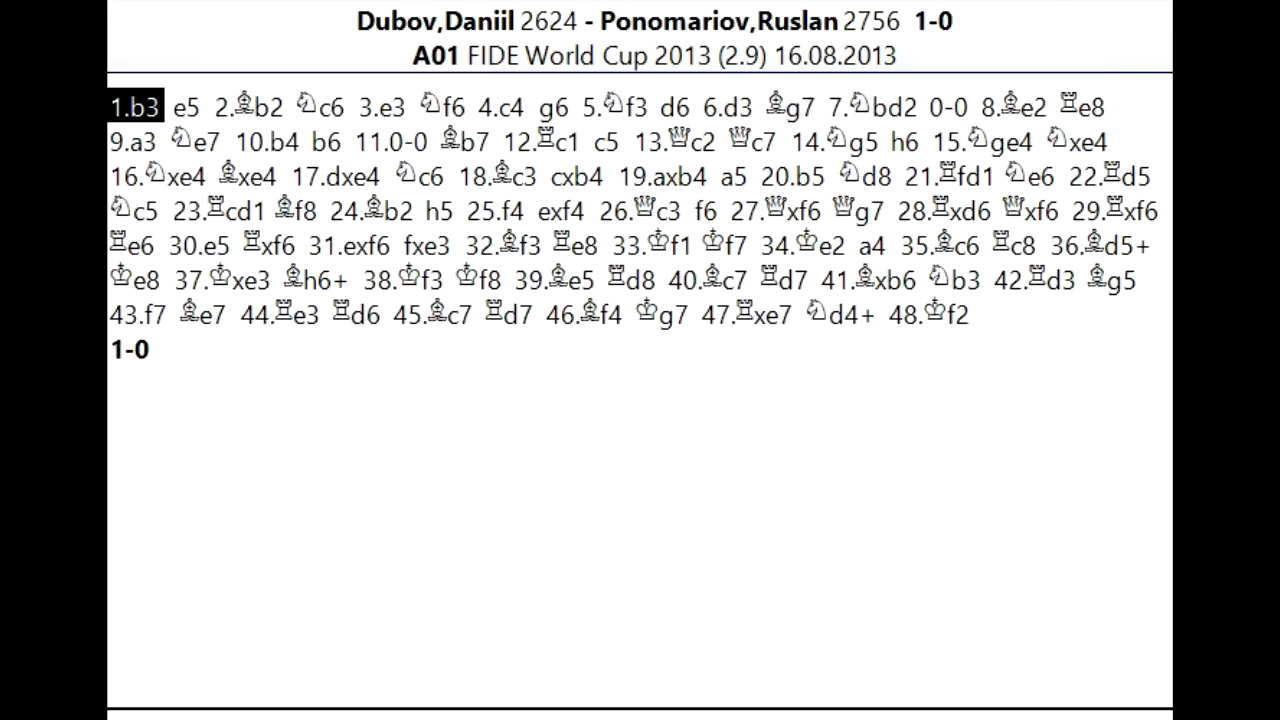 Dubov,Daniil 2624 - Ponomariov,Ruslan 2756 1-0
A01 FIDE World Cup 2013 (2.9) 16.08.2013
1.b3 e5 2.♗b2 ♘c6 3.e3 ♘f6 4.c4 g6 5.♘f3 d6 6.d3 ♗g7 7.♘bd2 0-0 8.♗e2 ♖e8
9.a3 ♘e7 10.b4 b6 11.0-0 ♗b7 12.♖c1 c5 13.♕c2 ♕c7 14.♘g5 h6 15.♘ge4 ♘xe4
16.♘xe4 ♗xe4 17.dxe4 ♘c6 18.♗c3 cxb4 19.axb4 a5 20.b5 ♘d8 21.♖fd1 ♘e6 22.♖d5
♘c5 23.♖cd1 ♗f8 24.♗b2 h5 25.f4 exf4 26.♕c3 f6 27.♕xf6 ♕g7 28.♖xd6 ♕xf6 29.♖xf6
♖e6 30.e5 ♖xf6 31.exf6 fxe3 32.♗f3 ♖e8 33.♔f1 ♔f7 34.♔e2 a4 35.♗c6 ♖c8 36.♗d5+
♔e8 37.♔xe3 ♗h6+ 38.♔f3 ♔f8 39.♗e5 ♖d8 40.♗c7 ♖d7 41.♗xb6 ♘b3 42.♖d3 ♗g5
43.f7 ♗e7 44.♖e3 ♖d6 45.♗c7 ♖d7 46.♗f4 ♔g7 47.♖xe7 ♘d4+ 48.♔f2
1-0